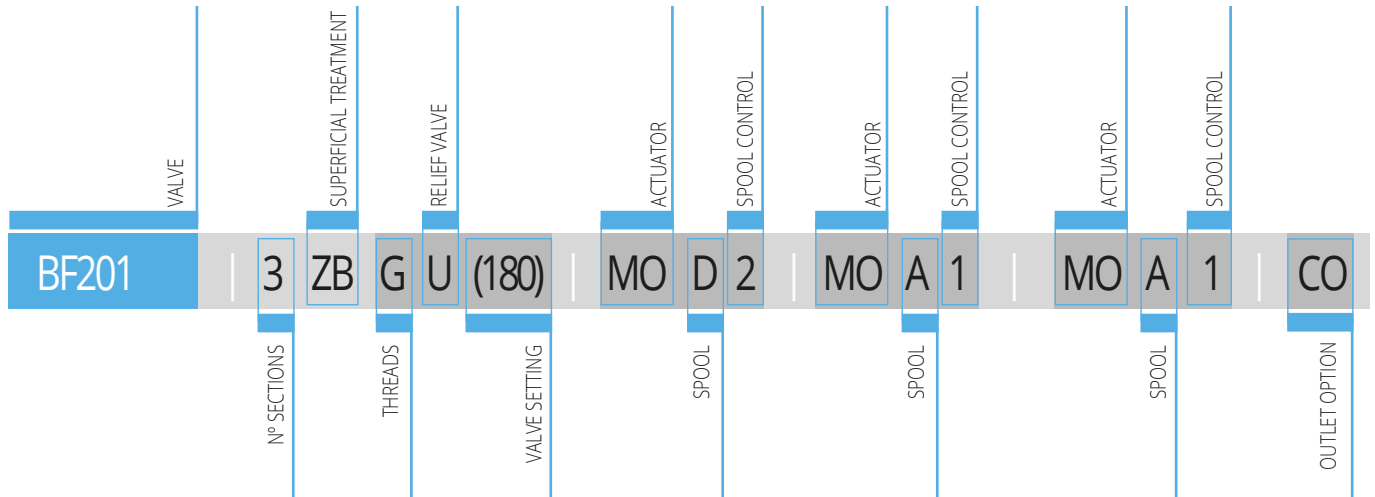 VALVE
SUPERFICIAL TREATMENT
RELIEF VALVE
ACTUATOR
SPOOL CONTROL
ACTUATOR
SPOOL CONTROL
ACTUATOR
SPOOL CONTROL
BF201 | 3 ZB G U (180) | MO D 2 | MO A 1 | MO A 1 | CO
Nº SECTIONS
THREADS
VALVE SETTING
SPOOL
SPOOL
SPOOL
OUTLET OPTION